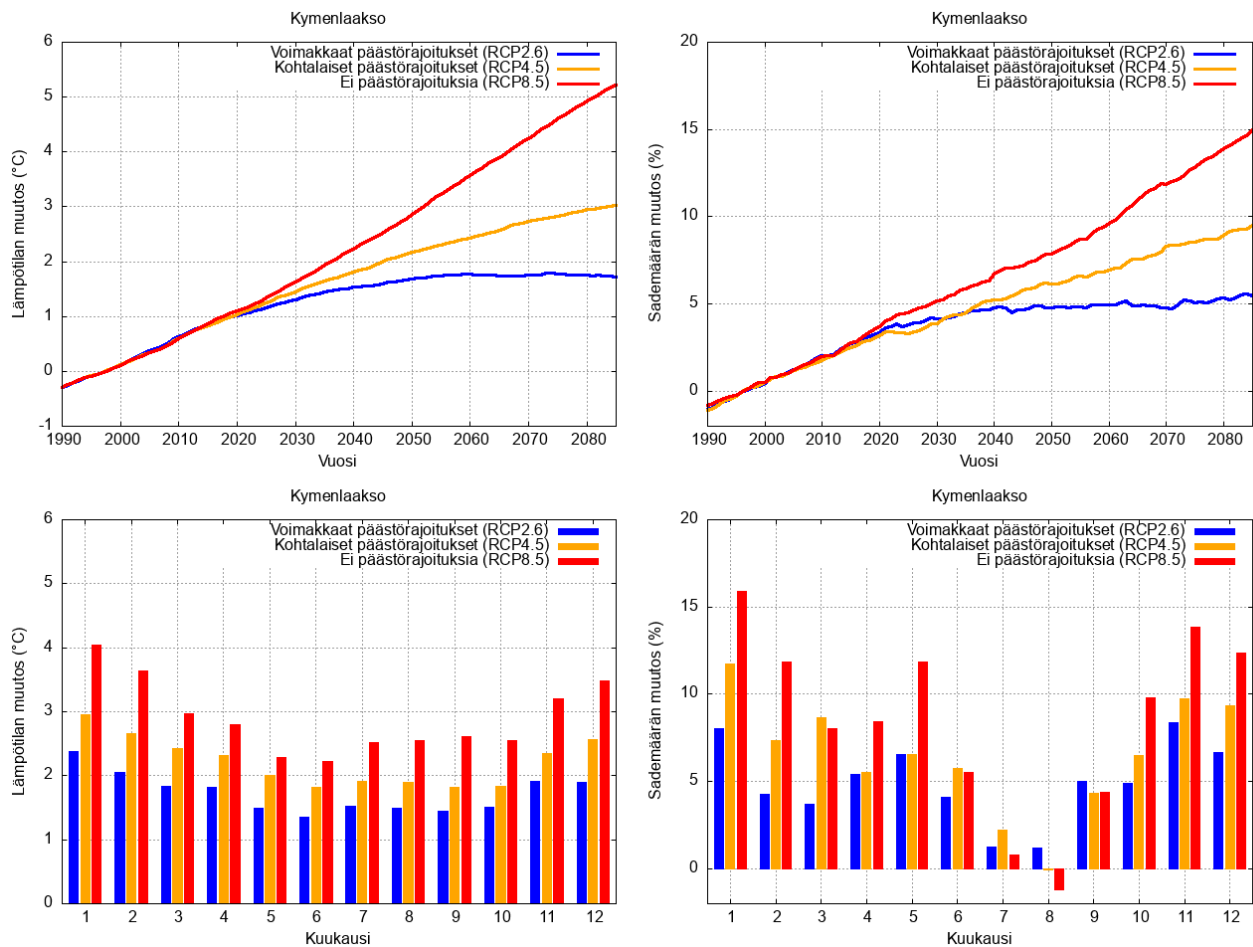 Kymenlaakso
Voimakkaat päästörajoitukset (RCP2.6)
Kohtalaiset päästörajoitukset (RCP4.5)
Ei päästörajoituksia (RCP8.5)
Lämpötilan muutos (°C)
6
5
4
3
2
1
0
-1
1990 2000 2010 2020 2030 2040 2050 2060 2070 2080
Vuosi
Kymenlaakso
Voimakkaat päästörajoitukset (RCP2.6)
Kohtalaiset päästörajoitukset (RCP4.5)
Ei päästörajoituksia (RCP8.5)
Sademäärän muutos (%)
20
15
10
5
0
1990 2000 2010 2020 2030 2040 2050 2060 2070 2080
Vuosi
Kymenlaakso
Voimakkaat päästörajoitukset (RCP2.6)
Kohtalaiset päästörajoitukset (RCP4.5)
Ei päästörajoituksia (RCP8.5)
Lämpötilan muutos (°C)
6
5
4
3
2
1
0
1 2 3 4 5 6 7 8 9 10 11 12
Kuukausi
Kymenlaakso
Voimakkaat päästörajoitukset (RCP2.6)
Kohtalaiset päästörajoitukset (RCP4.5)
Ei päästörajoituksia (RCP8.5)
Sademäärän muutos (%)
20
15
10
5
0
1 2 3 4 5 6 7 8 9 10 11 12
Kuukausi